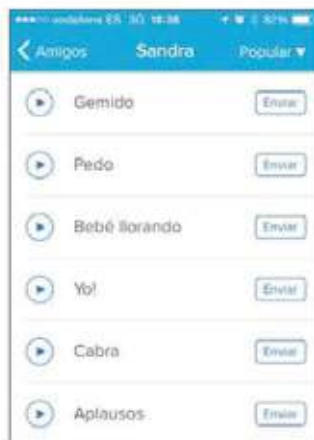 vodafone ES 3G 18:38 82%
Amigos Sandra Popular ▼
Gemido Enviar
Pedo Enviar
Bebé llorando Enviar
Yo! Enviar
Cabra Enviar
Aplausos Enviar